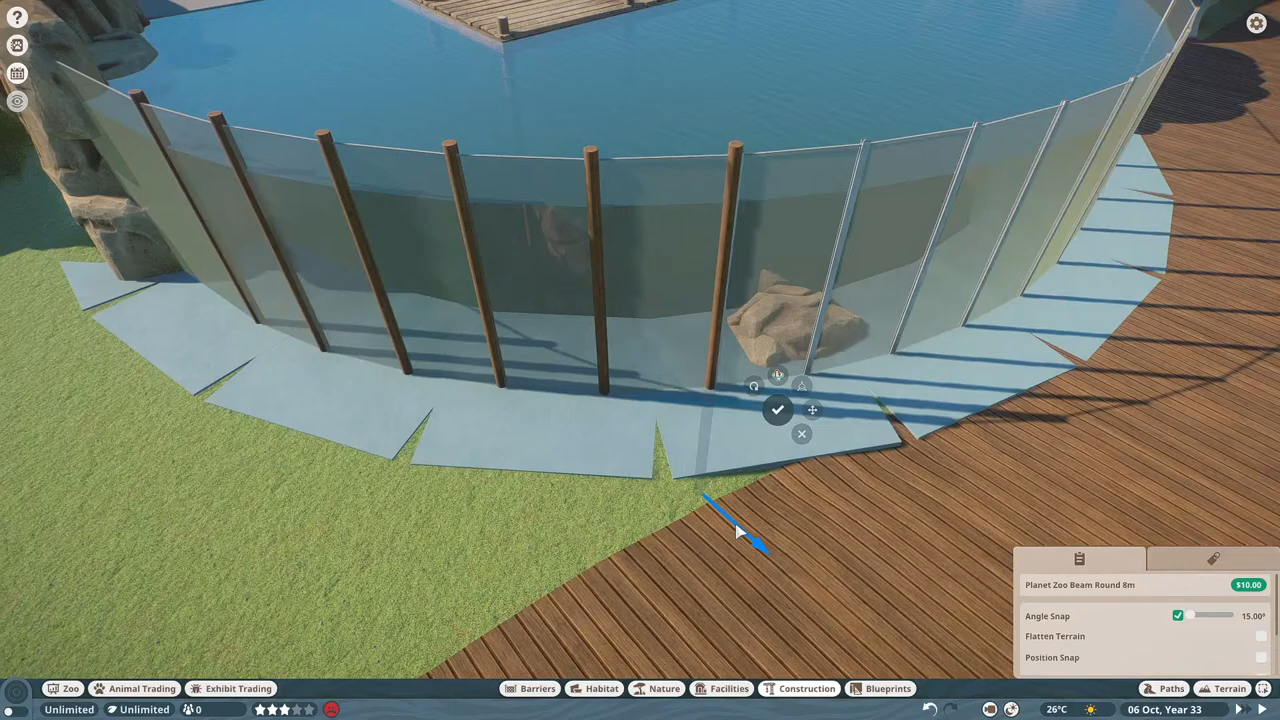 ?
Planet Zoo Beam Round 8m $10.00
Angle Snap 15.00°
Flatten Terrain
Position Snap
Zoo Animal Trading Exhibit Trading Barriers Habitat Nature Facilities Construction Blueprints Paths Terrain
Unlimited Unlimited 0 26°C 06 Oct, Year 33